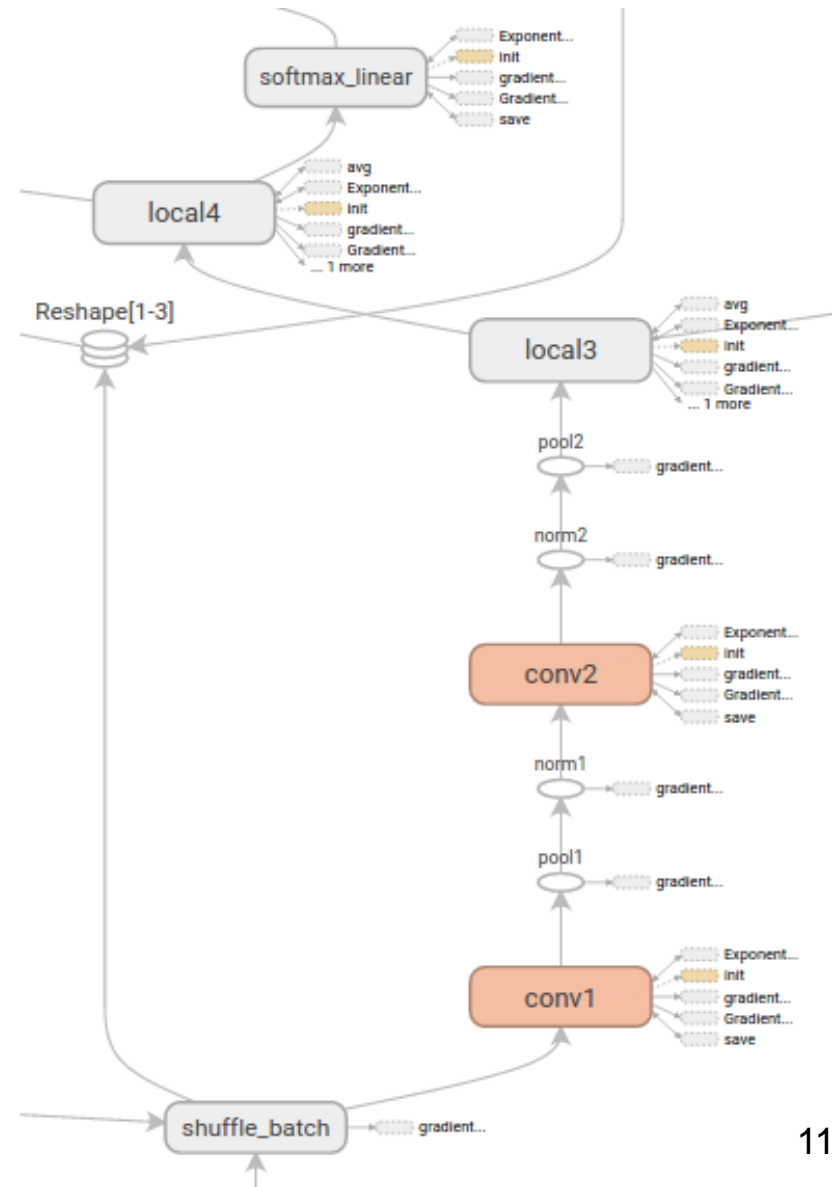 Exponent...
init
softmax_linear
gradient...
Gradient...
save
avg
Exponent...
local4
init
gradient...
Gradient...
... 1 more
Reshape[1-3]
avg
Exponent...
local3
init
gradient...
Gradient...
... 1 more
pool2
gradient...
norm2
gradient...
Exponent...
init
conv2
gradient...
Gradient...
save
norm1
gradient...
pool1
gradient...
Exponent...
init
conv1
gradient...
Gradient...
save
shuffle_batch
gradient...
11